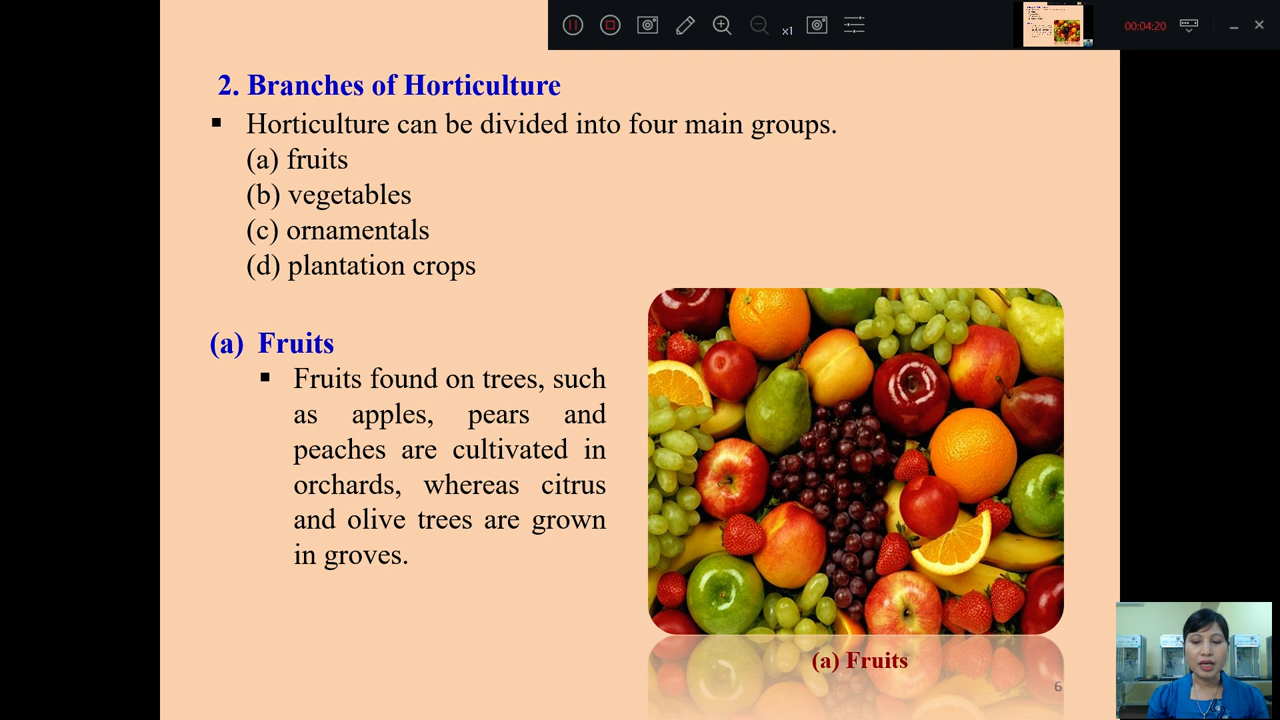 x1
00:04:20
2. Branches of Horticulture
▪ Horticulture can be divided into four main groups.
(a) fruits
(b) vegetables
(c) ornamentals
(d) plantation crops
(a) Fruits
▪ Fruits found on trees, such
as apples, pears and
peaches are cultivated in
orchards, whereas citrus
and olive trees are grown
in groves.
(a) Fruits
6